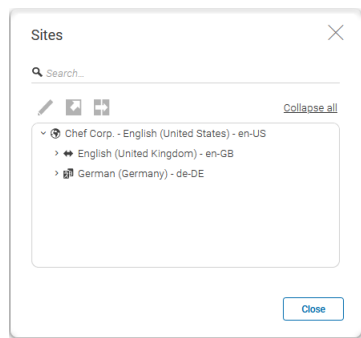 Sites
Search...
Collapse all
Chef Corp. - English (United States) - en-US
English (United Kingdom) - en-GB
German (Germany) - de-DE
Close